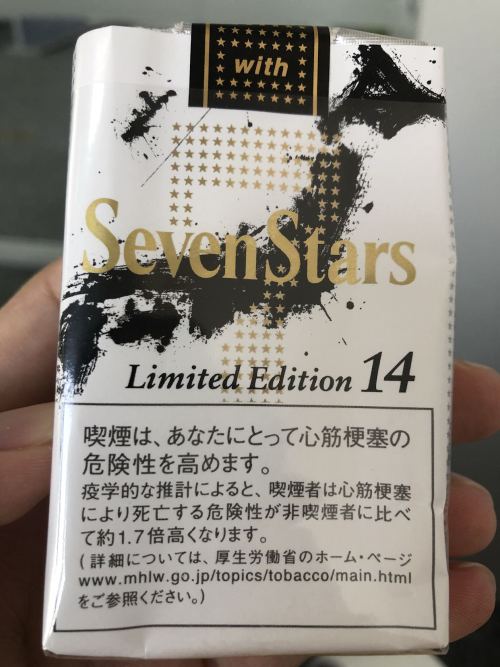 with
Seven Stars
Limited Edition 14
喫煙は、あなたにとって心筋梗塞の
危険性を高めます。
疫学的な推計によると、喫煙者は心筋梗塞
により死亡する危険性が非喫煙者に比べ
て約1.7倍高くなります。
(詳細については、厚生労働省のホーム・ページ
www.mhlw.go.jp/topics/tobacco/main.html
をご参照ください。)